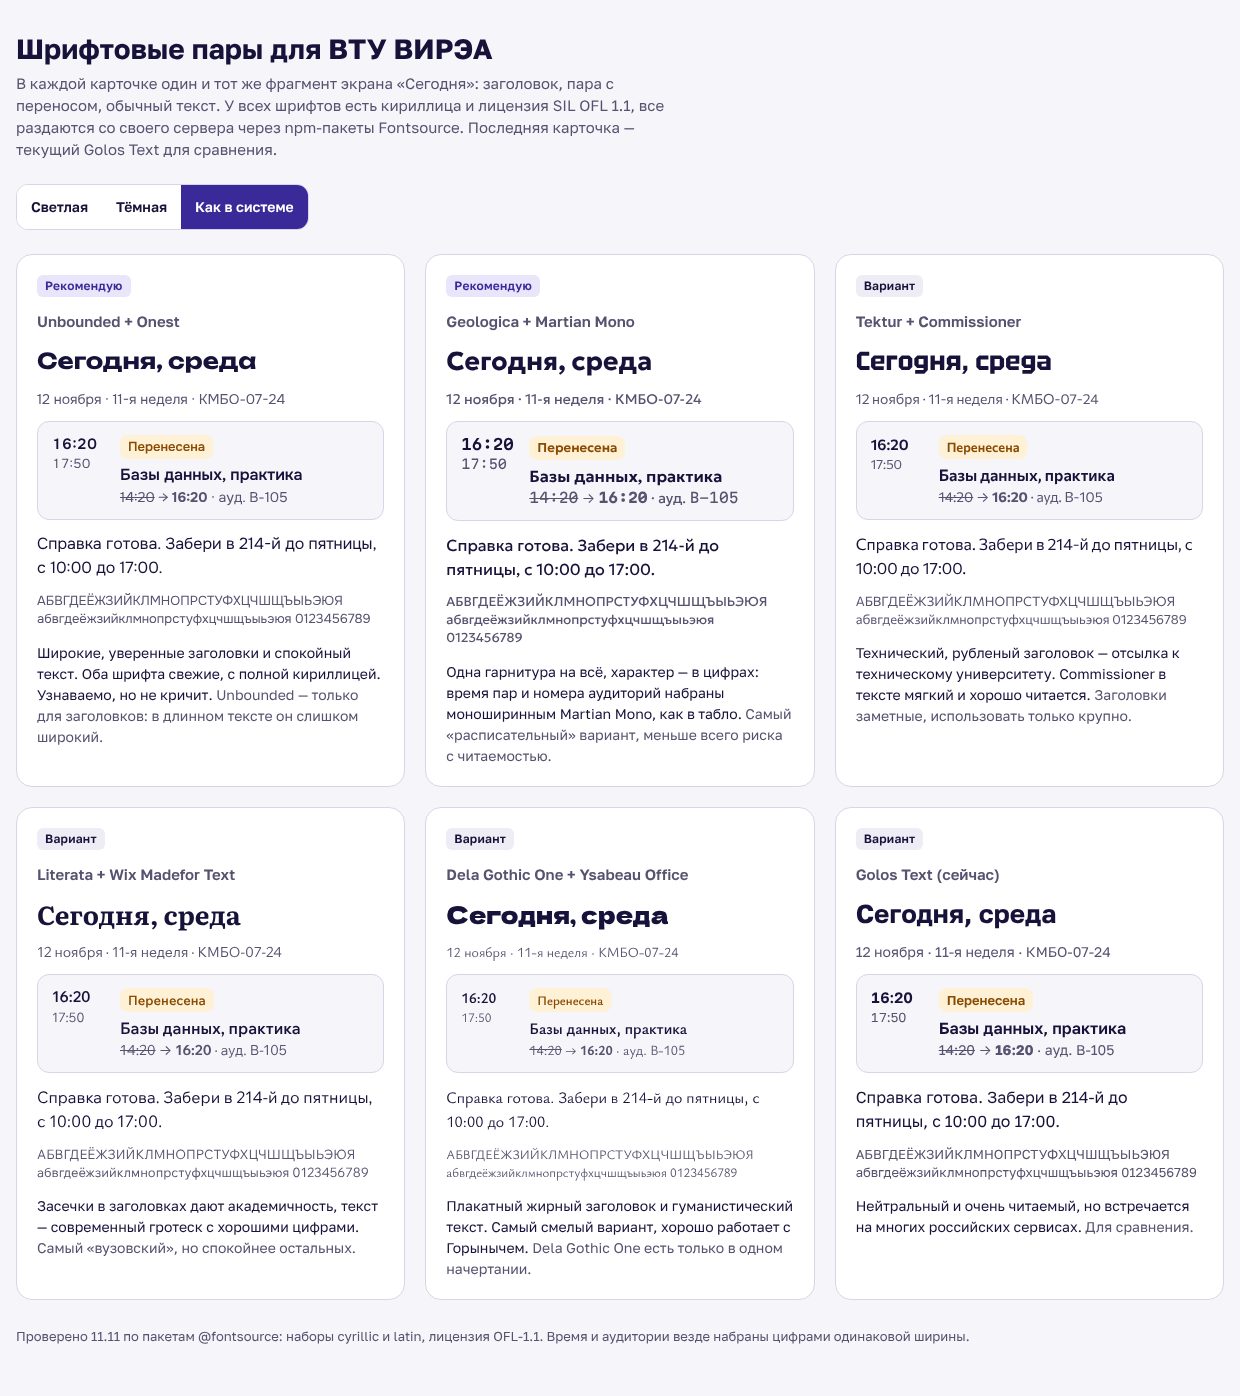 Шрифтовые пары для ВТУ ВИРЭА
В каждой карточке один и тот же фрагмент экрана «Сегодня»: заголовок, пара с
переносом, обычный текст. У всех шрифтов есть кириллица и лицензия SIL OFL 1.1, все
раздаются со своего сервера через npm-пакеты Fontsource. Последняя карточка —
текущий Golos Text для сравнения.
Светлая
Тёмная
Как в системе
Рекомендую
Unbounded + Onest
Сегодня, среда
12 ноября · 11-я неделя · КМБО-07-24
16:20
17:50
Перенесена
Базы данных, практика
14:20 → 16:20 · ауд. В-105
Справка готова. Забери в 214-й до пятницы,
с 10:00 до 17:00.
АБВГДЕЁЖЗИЙКЛМНОПРСТУФХЦЧШЩЪЫЬЭЮЯ
абвгдеёжзийклмнопрстуфхцчшщъыьэюя 0123456789
Широкие, уверенные заголовки и спокойный
текст. Оба шрифта свежие, с полной кириллицей.
Узнаваемо, но не кричит. Unbounded — только
для заголовков: в длинном тексте он слишком
широкий.
Рекомендую
Geologica + Martian Mono
Сегодня, среда
12 ноября · 11-я неделя · КМБО-07-24
16:20
17:50
Перенесена
Базы данных, практика
14:20 → 16:20 · ауд. В-105
Справка готова. Забери в 214-й до
пятницы, с 10:00 до 17:00.
АБВГДЕЁЖЗИЙКЛМНОПРСТУФХЦЧШЩЪЫЬЭЮЯ
абвгдеёжзийклмнопрстуфхцчшщъыьэюя
0123456789
Одна гарнитура на всё, характер — в цифрах:
время пар и номера аудиторий набраны
моноширинным Martian Mono, как в табло. Самый
«расписательный» вариант, меньше всего риска
с читаемостью.
Вариант
Tektur + Commissioner
Сегодня, среда
12 ноября · 11-я неделя · КМБО-07-24
16:20
17:50
Перенесена
Базы данных, практика
14:20 → 16:20 · ауд. В-105
Справка готова. Забери в 214-й до пятницы, с
10:00 до 17:00.
АБВГДЕЁЖЗИЙКЛМНОПРСТУФХЦЧШЩЪЫЬЭЮЯ
абвгдеёжзийклмнопрстуфхцчшщъыьэюя 0123456789
Технический, рубленый заголовок — отсылка к
техническому университету. Commissioner в
тексте мягкий и хорошо читается. Заголовки
заметные, использовать только крупно.
Вариант
Literata + Wix Madefor Text
Сегодня, среда
12 ноября · 11-я неделя · КМБО-07-24
16:20
17:50
Перенесена
Базы данных, практика
14:20 → 16:20 · ауд. В-105
Справка готова. Забери в 214-й до пятницы,
с 10:00 до 17:00.
АБВГДЕЁЖЗИЙКЛМНОПРСТУФХЦЧШЩЪЫЬЭЮЯ
абвгдеёжзийклмнопрстуфхцчшщъыьэюя 0123456789
Засечки в заголовках дают академичность, текст
— современный гротеск с хорошими цифрами.
Самый «вузовский», но спокойнее остальных.
Вариант
Dela Gothic One + Ysabeau Office
Сегодня, среда
12 ноября · 11-я неделя · КМБО-07-24
16:20
17:50
Перенесена
Базы данных, практика
14:20 → 16:20 · ауд. В-105
Справка готова. Забери в 214-й до пятницы, с
10:00 до 17:00.
АБВГДЕЁЖЗИЙКЛМНОПРСТУФХЦЧШЩЪЫЬЭЮЯ
абвгдеёжзийклмнопрстуфхцчшщъыьэюя 0123456789
Плакатный жирный заголовок и гуманистический
текст. Самый смелый вариант, хорошо работает с
Горынычем. Dela Gothic One есть только в одном
начертании.
Вариант
Golos Text (сейчас)
Сегодня, среда
12 ноября · 11-я неделя · КМБО-07-24
16:20
17:50
Перенесена
Базы данных, практика
14:20 → 16:20 · ауд. В-105
Справка готова. Забери в 214-й до
пятницы, с 10:00 до 17:00.
АБВГДЕЁЖЗИЙКЛМНОПРСТУФХЦЧШЩЪЫЬЭЮЯ
абвгдеёжзийклмнопрстуфхцчшщъыьэюя 0123456789
Нейтральный и очень читаемый, но встречается
на многих российских сервисах. Для сравнения.
Проверено 11.11 по пакетам @fontsource: наборы cyrillic и latin, лицензия OFL-1.1. Время и аудитории везде набраны цифрами одинаковой ширины.